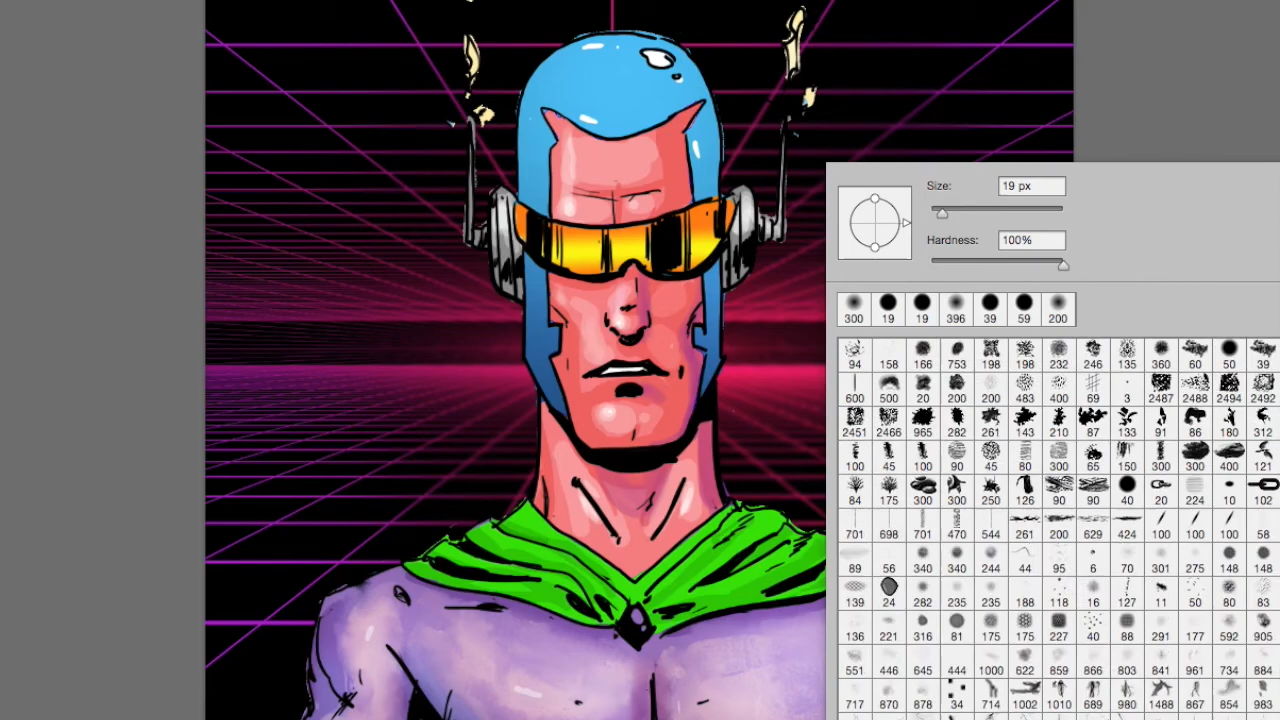 Size: 19 px
Hardness: 100%
300 19 19 396 39 59 200
94 158 166 753 198 198 232 246 135 360 60 50 39
600 500 20 200 200 483 400 69 3 2487 2488 2494 2492
2451 2466 965 282 261 143 210 87 133 91 86 180 312
100 45 100 90 45 80 300 65 150 300 300 400 121
84 175 300 300 250 126 90 90 40 20 224 10 102
701 698 701 470 544 261 200 629 424 100 100 100 58
89 56 340 340 244 44 95 6 70 301 275 148 148
139 24 282 235 235 188 118 16 127 11 50 80 83
136 221 316 81 175 175 227 40 88 291 177 592 905
551 446 645 444 1000 622 859 866 803 841 961 734 884
717 870 878 34 714 1002 1010 689 980 1488 867 854 983